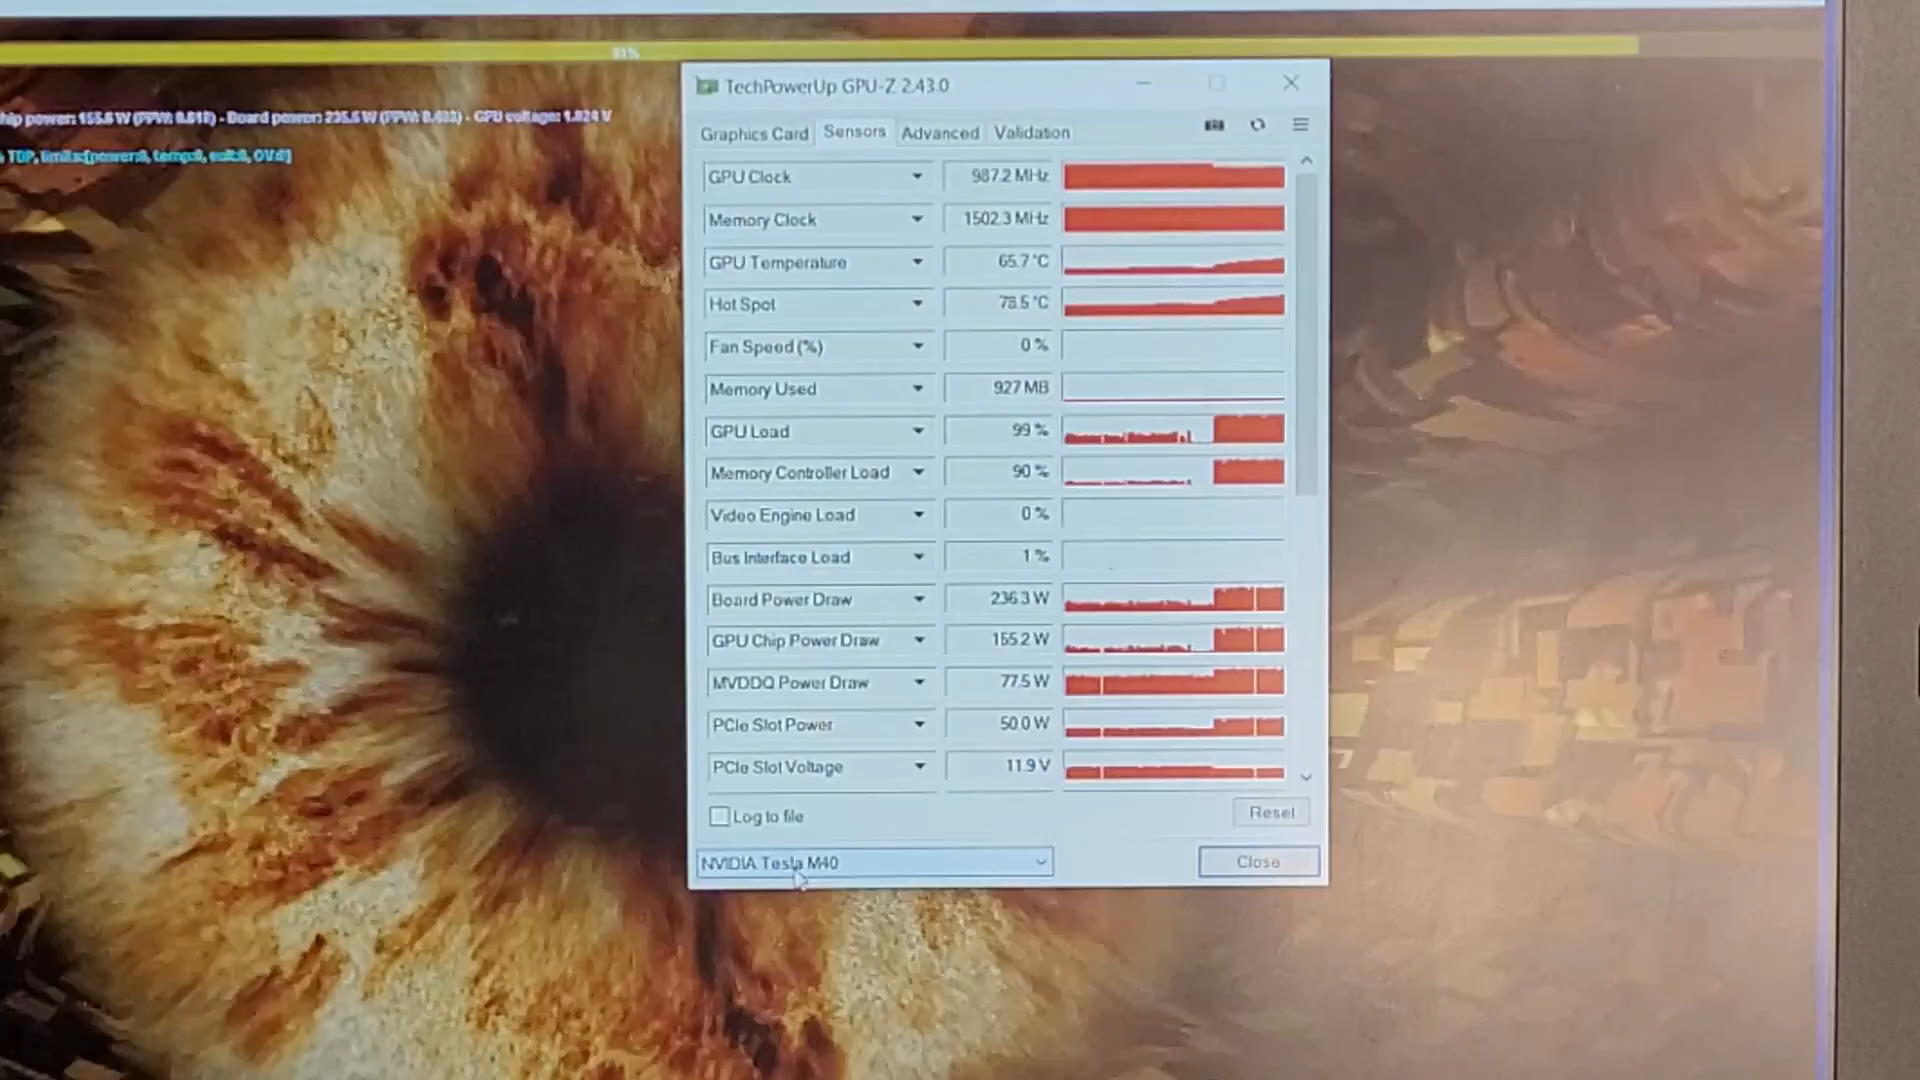 TechPowerUp GPU-Z 2.43.0
Board power: GPU voltage:
Graphics Card Sensors Advanced Validation
GPU Clock 987.2 MHz
Memory Clock 1502.3 MHz
GPU Temperature 65.7 °C
Hot Spot 78.5 °C
Fan Speed (%) 0 %
Memory Used 927 MB
GPU Load 99 %
Memory Controller Load 90 %
Video Engine Load 0 %
Bus Interface Load 1 %
Board Power Draw 236.3 W
GPU Chip Power Draw 155.2 W
MVDDQ Power Draw 77.5 W
PCIe Slot Power 50.0 W
PCIe Slot Voltage 11.9 V
Log to file Reset
NVIDIA Tesla M40 Close